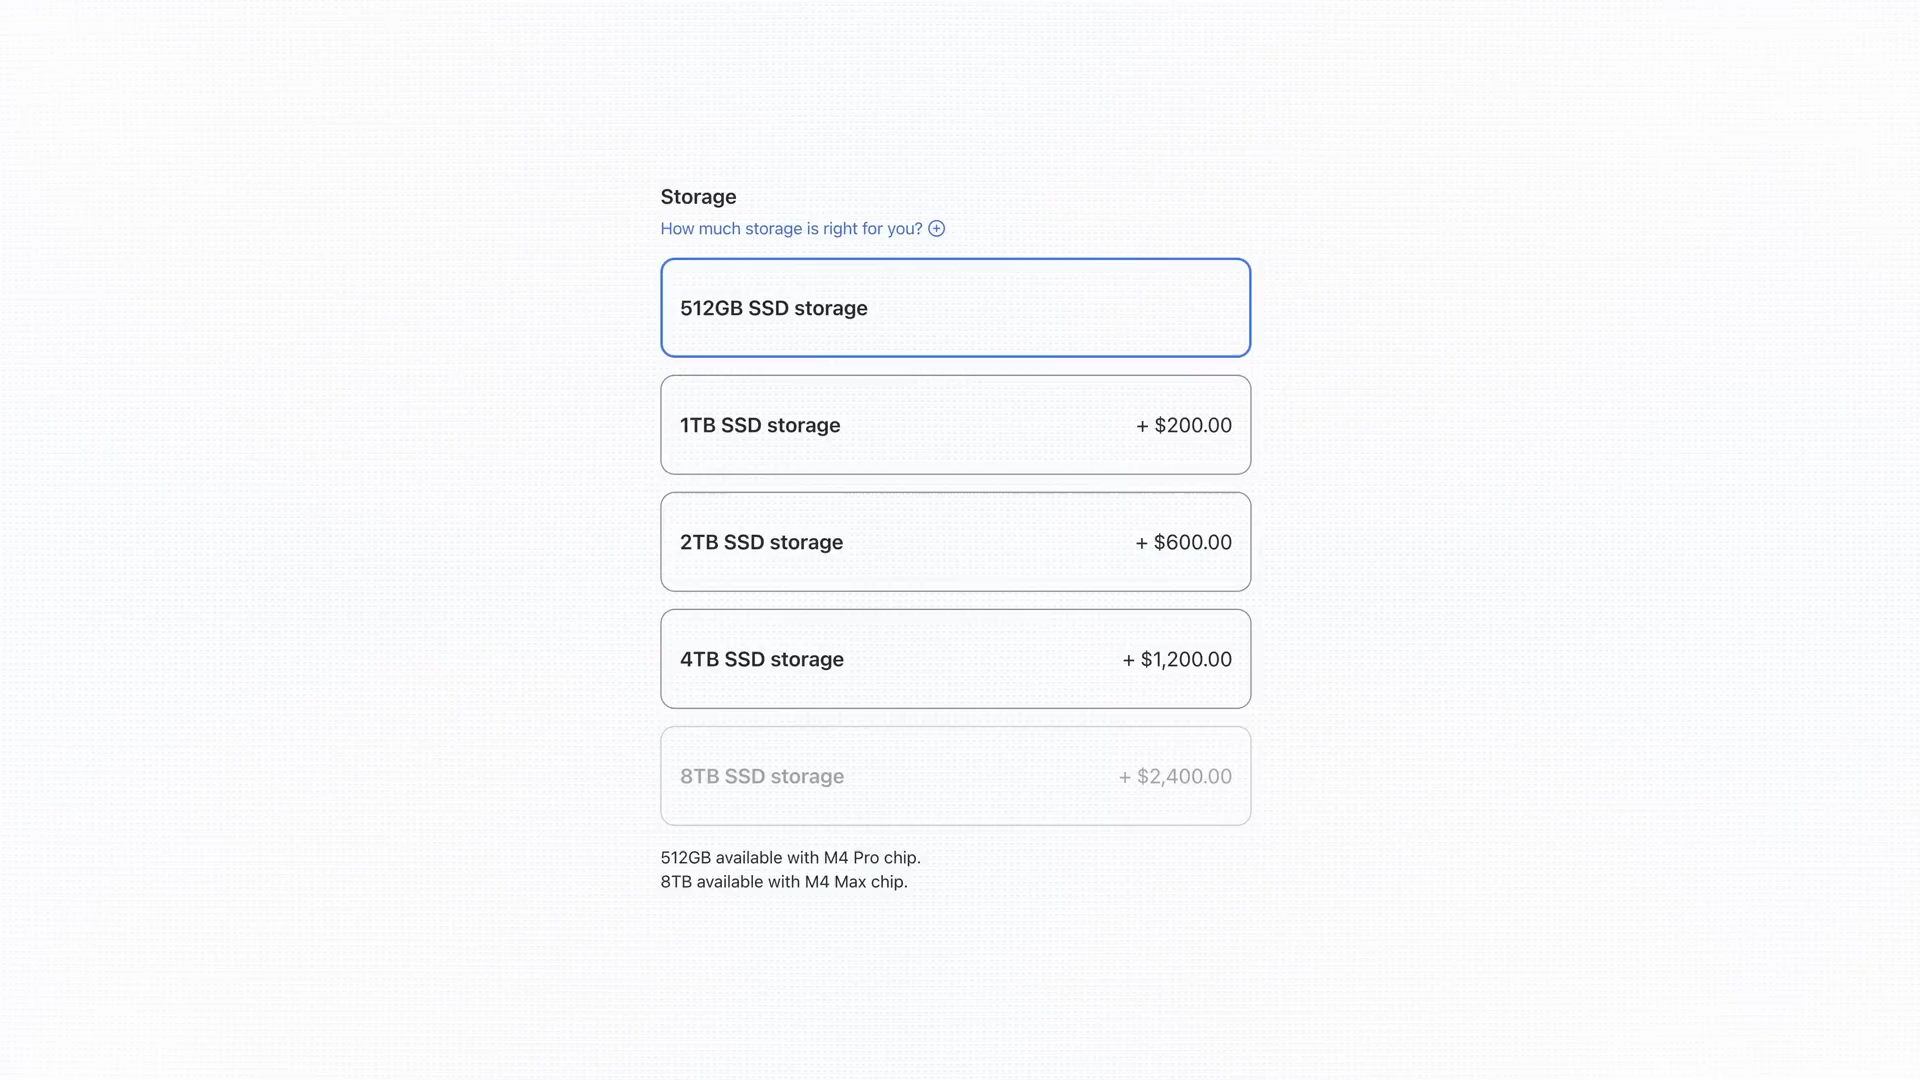 Storage
How much storage is right for you?
512GB SSD storage
1TB SSD storage + $200.00
2TB SSD storage + $600.00
4TB SSD storage + $1,200.00
8TB SSD storage + $2,400.00
512GB available with M4 Pro chip.
8TB available with M4 Max chip.